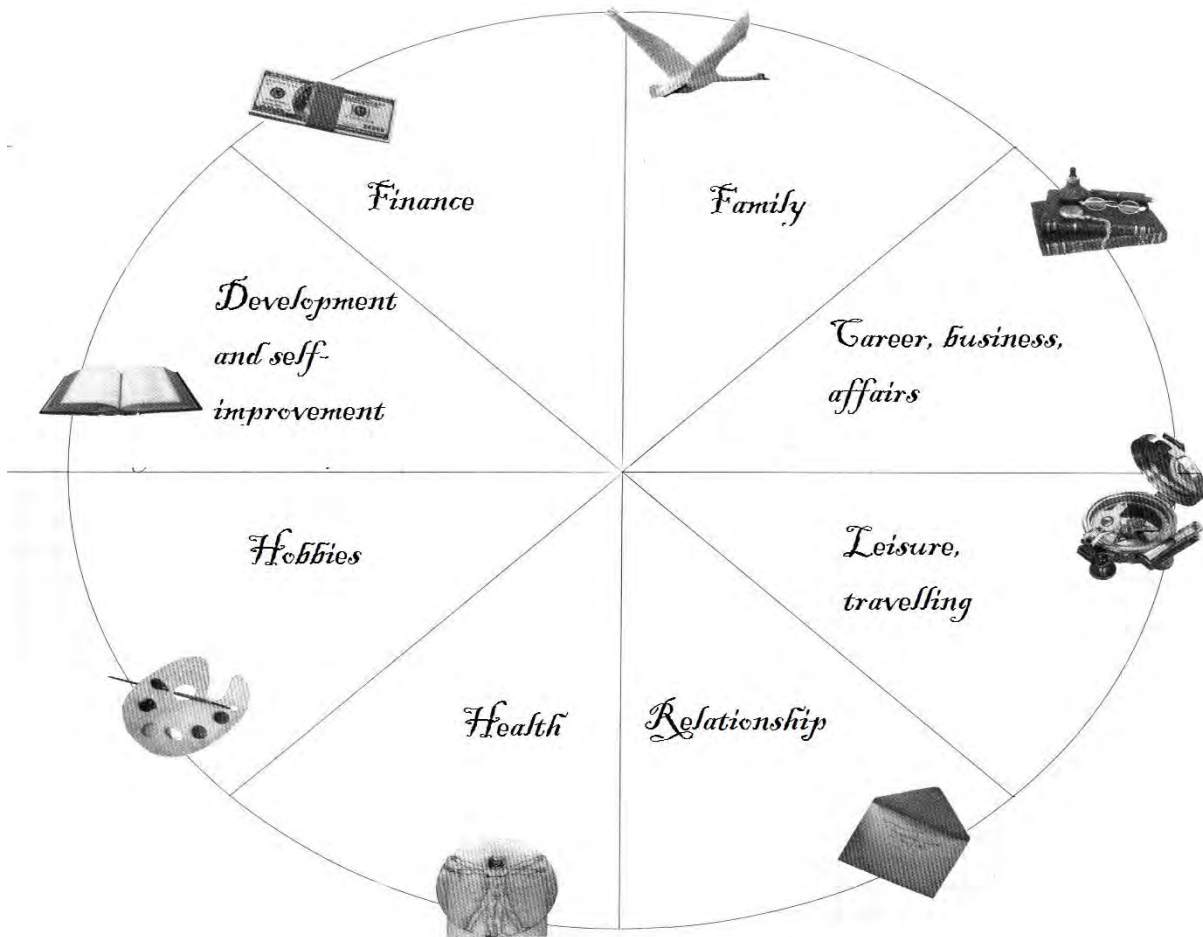 Finance
Family
Development
and self-
improvement
Career, business,
affairs
Hobbies
Leisure,
travelling
Health
Relationship